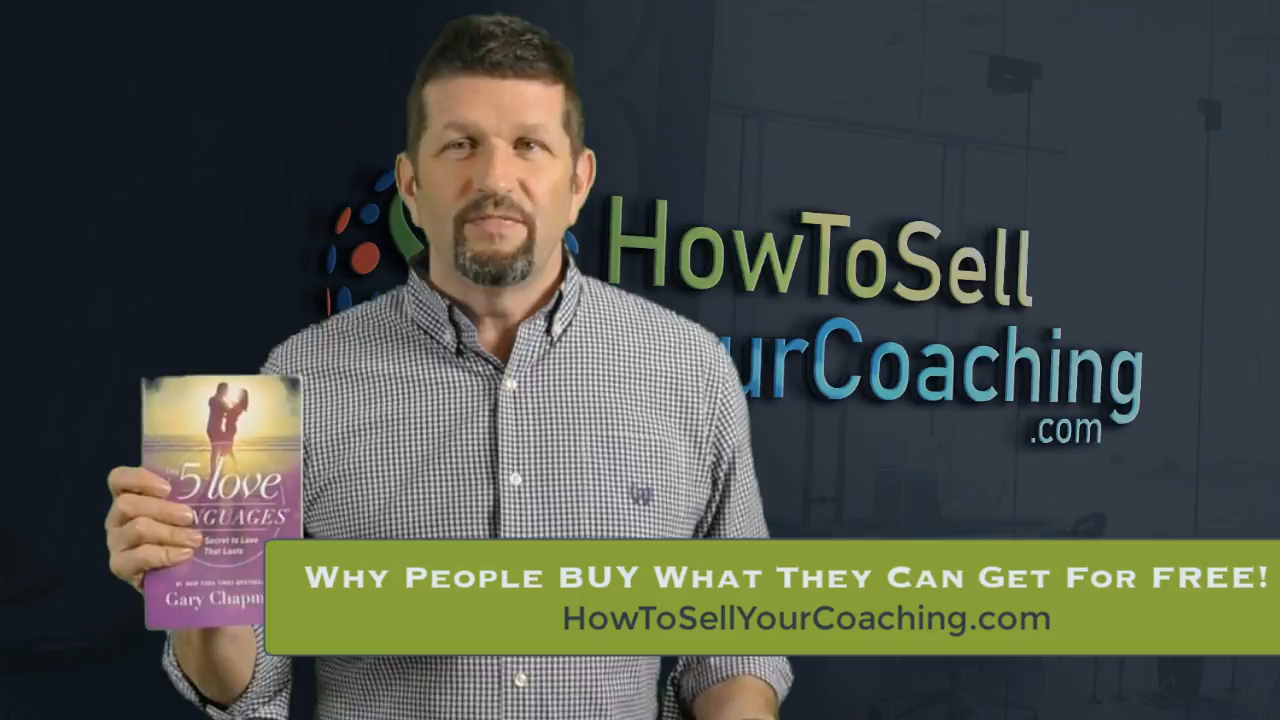 HowToSell
urCoaching
.com
THE
5 love
NGUAGES
Secret to Love
That Lasts
#1 NEW YORK TIMES BESTSELLE
Gary Chapm
WHY PEOPLE BUY WHAT THEY CAN GET FOR FREE!
HowToSellYourCoaching.com